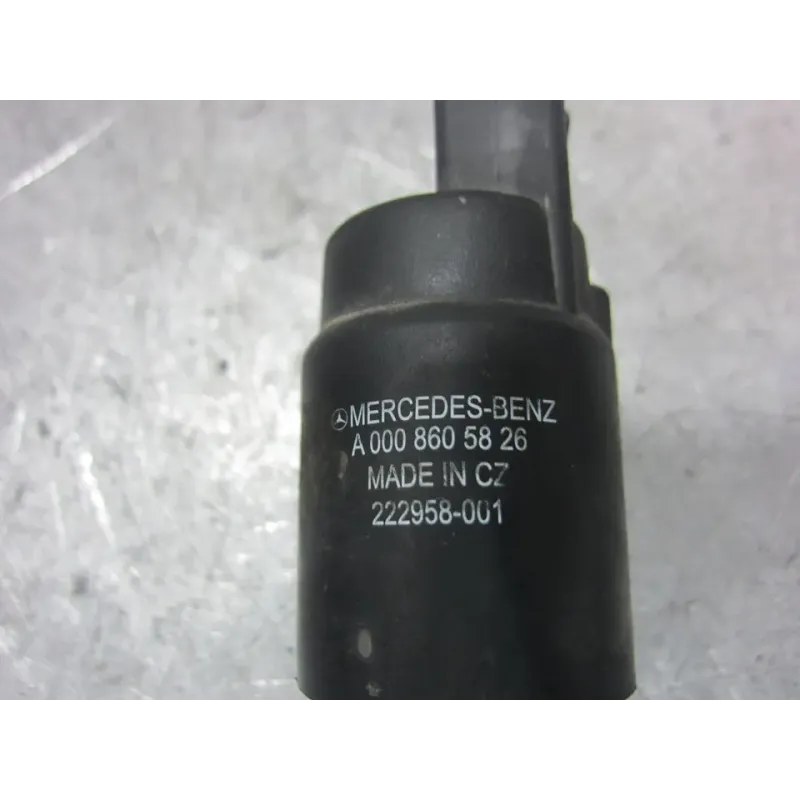 MERCEDES-BENZ
A 000 860 58 26
MADE IN CZ
222958-001